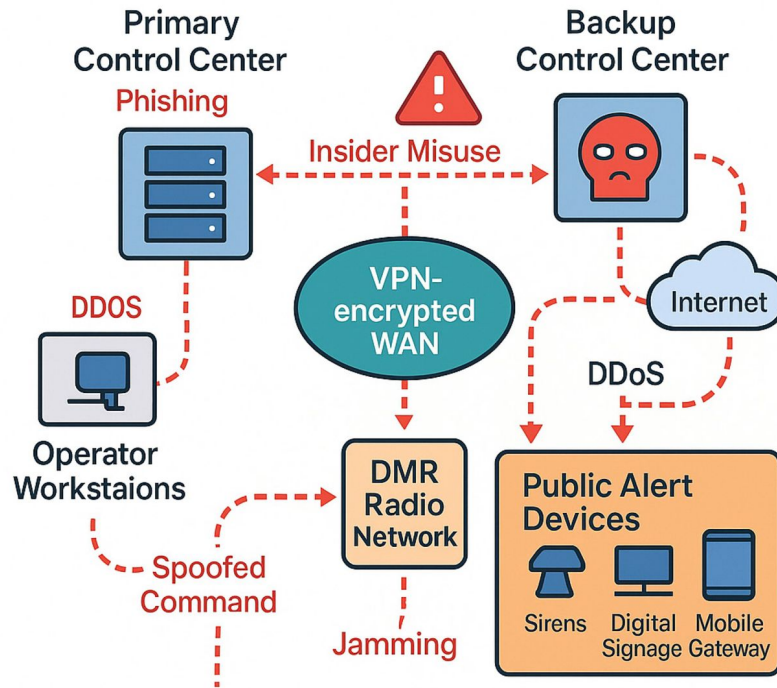 Primary
Control Center
Phishing
Backup
Control Center
Insider Misuse
VPN-
encrypted
WAN
Internet
DDOS
DDoS
Operator
Workstaions
DMR
Radio
Network
Public Alert
Devices
Spoofed
Command
Jamming
Sirens
Digital
Signage
Mobile
Gateway